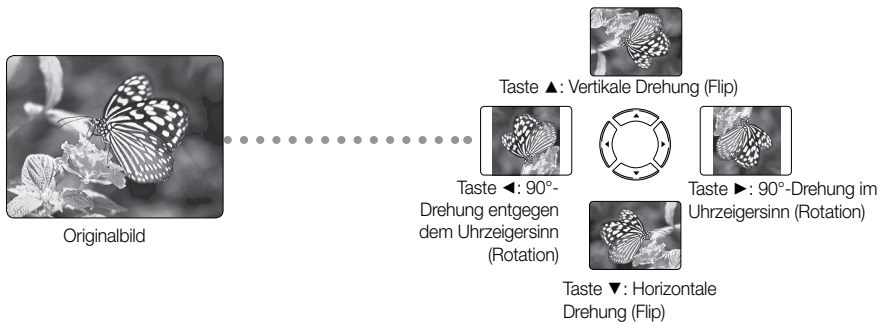 Taste ▲: Vertikale Drehung (Flip)
Taste ◄: 90°-
Drehung entgegen
dem Uhrzeigersinn
(Rotation)
Taste ►: 90°-Drehung im
Uhrzeigersinn (Rotation)
Originalbild
Taste ▼: Horizontale
Drehung (Flip)